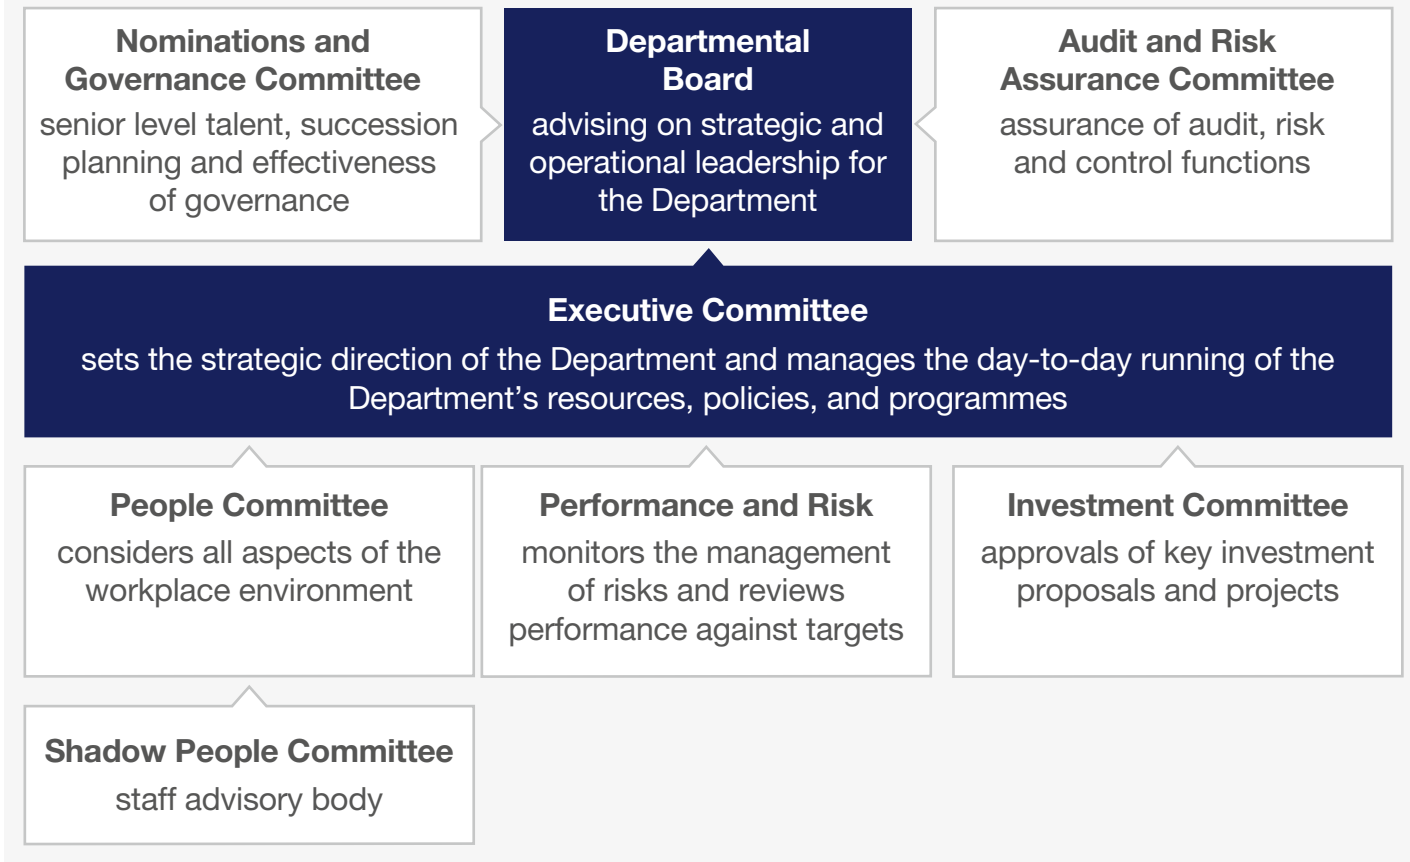 Nominations and
Governance Committee
senior level talent, succession
planning and effectiveness
of governance
Departmental
Board
advising on strategic and
operational leadership for
the Department
Audit and Risk
Assurance Committee
assurance of audit, risk
and control functions
Executive Committee
sets the strategic direction of the Department and manages the day-to-day running of the
Department’s resources, policies, and programmes
People Committee
considers all aspects of the
workplace environment
Performance and Risk
monitors the management
of risks and reviews
performance against targets
Investment Committee
approvals of key investment
proposals and projects
Shadow People Committee
staff advisory body